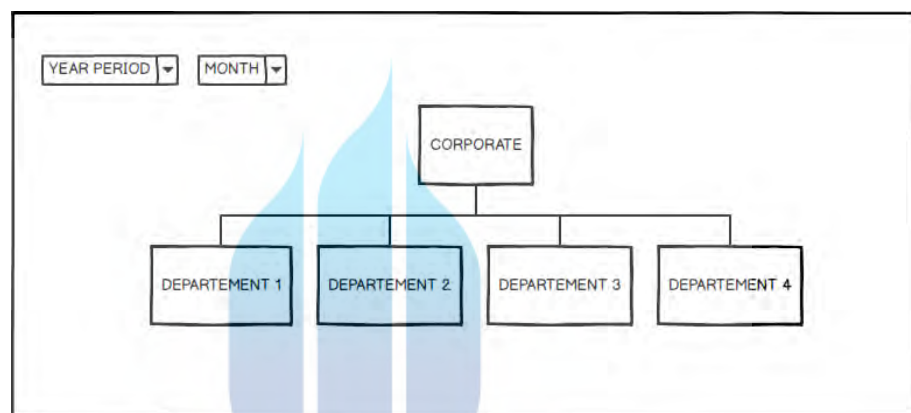 YEAR PERIOD
MONTH
CORPORATE
DEPARTEMENT 1
DEPARTEMENT 2
DEPARTEMENT 3
DEPARTEMENT 4